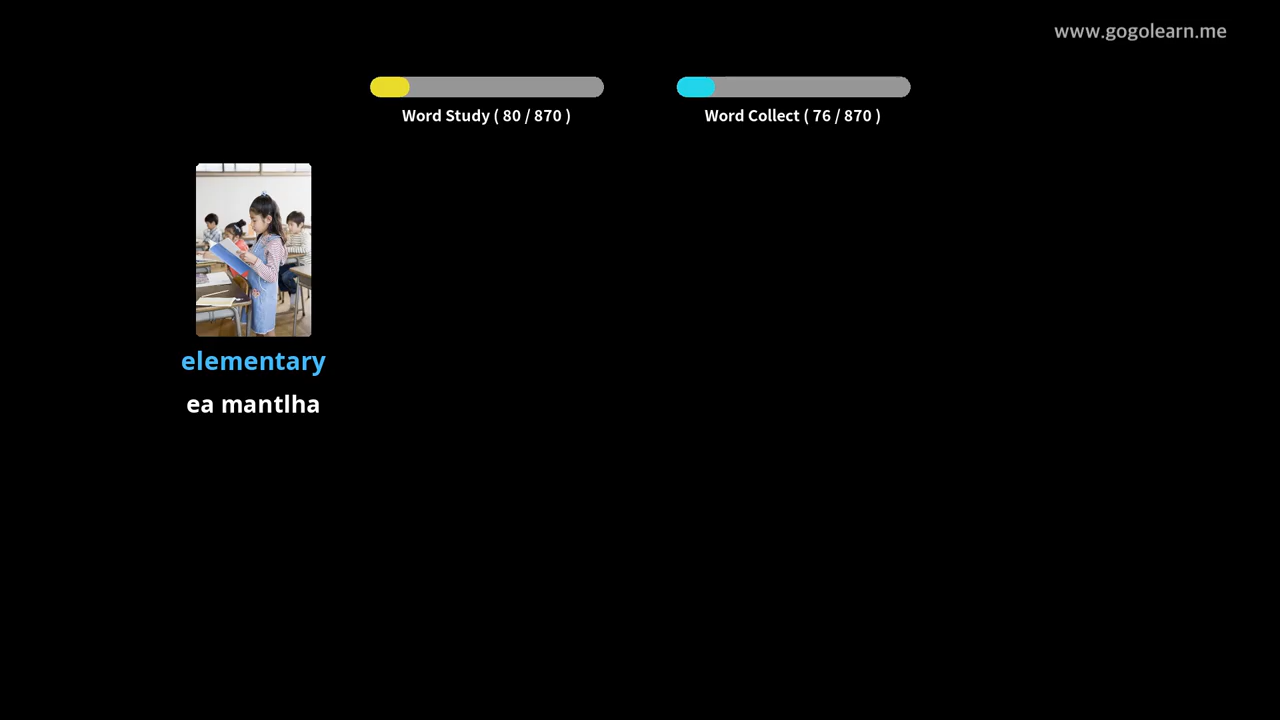 www.gogolearn.me
Word Study ( 80 / 870 )
Word Collect ( 76 / 870 )
elementary
ea mantlha